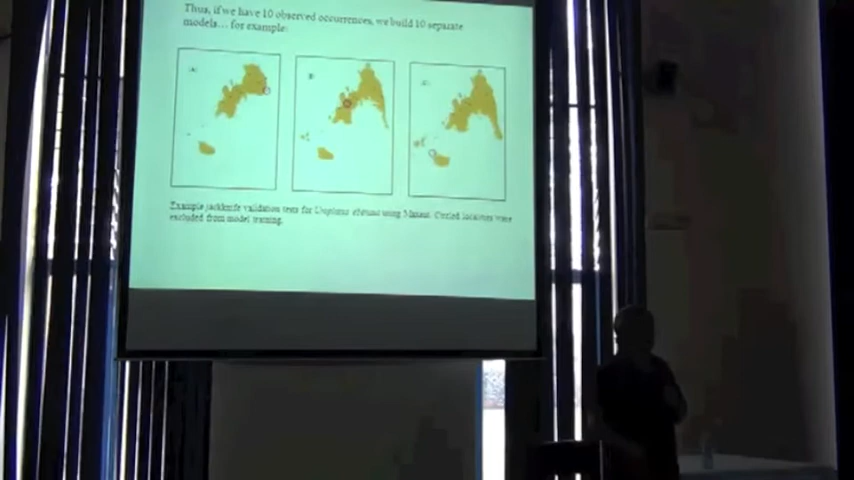 Thus, if we have 10 observed occurrences, we build 10 separate
models... for example:
Example jackknife validation tests for using Maxent. Circled localities were
excluded from model training.